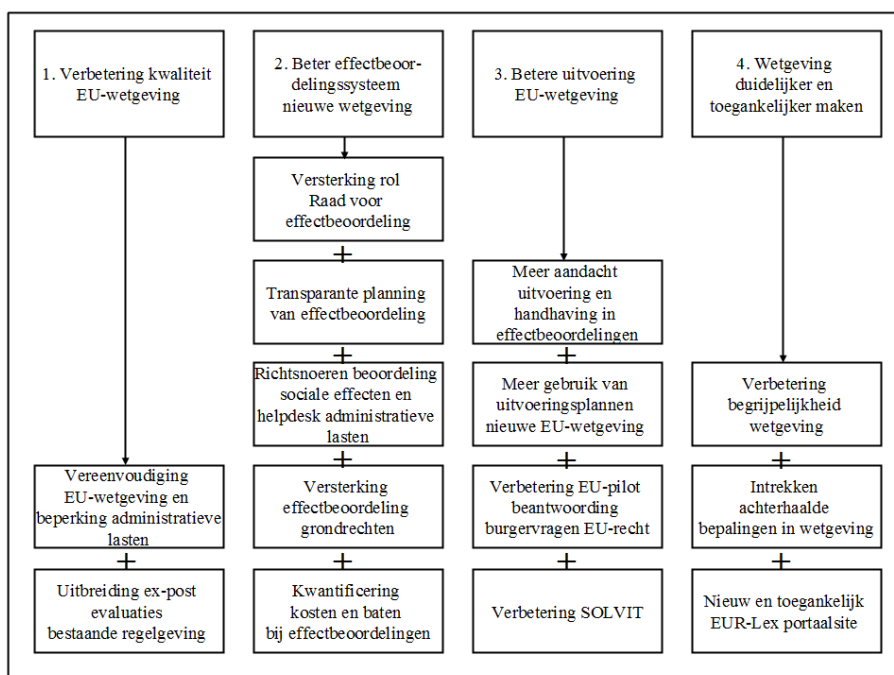 1. Verbetering kwaliteit
EU-wetgeving
2. Beter effectbeoor-
delingssysteem
nieuwe wetgeving
3. Betere uitvoering
EU-wetgeving
4. Wetgeving
duidelijker en
toegankelijker maken
Versterking rol
Raad voor
effectbeoordeling
Transparante planning
van effectbeoordeling
Meer aandacht
uitvoering en
handhaving in
effectbeoordelingen
Richtsnoeren beoordeling
sociale effecten en
helpdesk administratieve
lasten
Meer gebruik van
uitvoeringsplannen
nieuwe EU-wetgeving
Verbetering
begrijpelijkheid
wetgeving
Vereenvoudiging
EU-wetgeving en
beperking administratieve
lasten
Versterking
effectbeoordeling
grondrechten
Verbetering EU-pilot
beantwoording
burgervragen EU-recht
Intrekken
achterhaalde
bepalingen in wetgeving
Uitbreiding ex-post
evaluaties
bestaande regelgeving
Kwantificering
kosten en baten
bij effectbeoordelingen
Verbetering SOLVIT
Nieuw en toegankelijk
EUR-Lex portaalsite